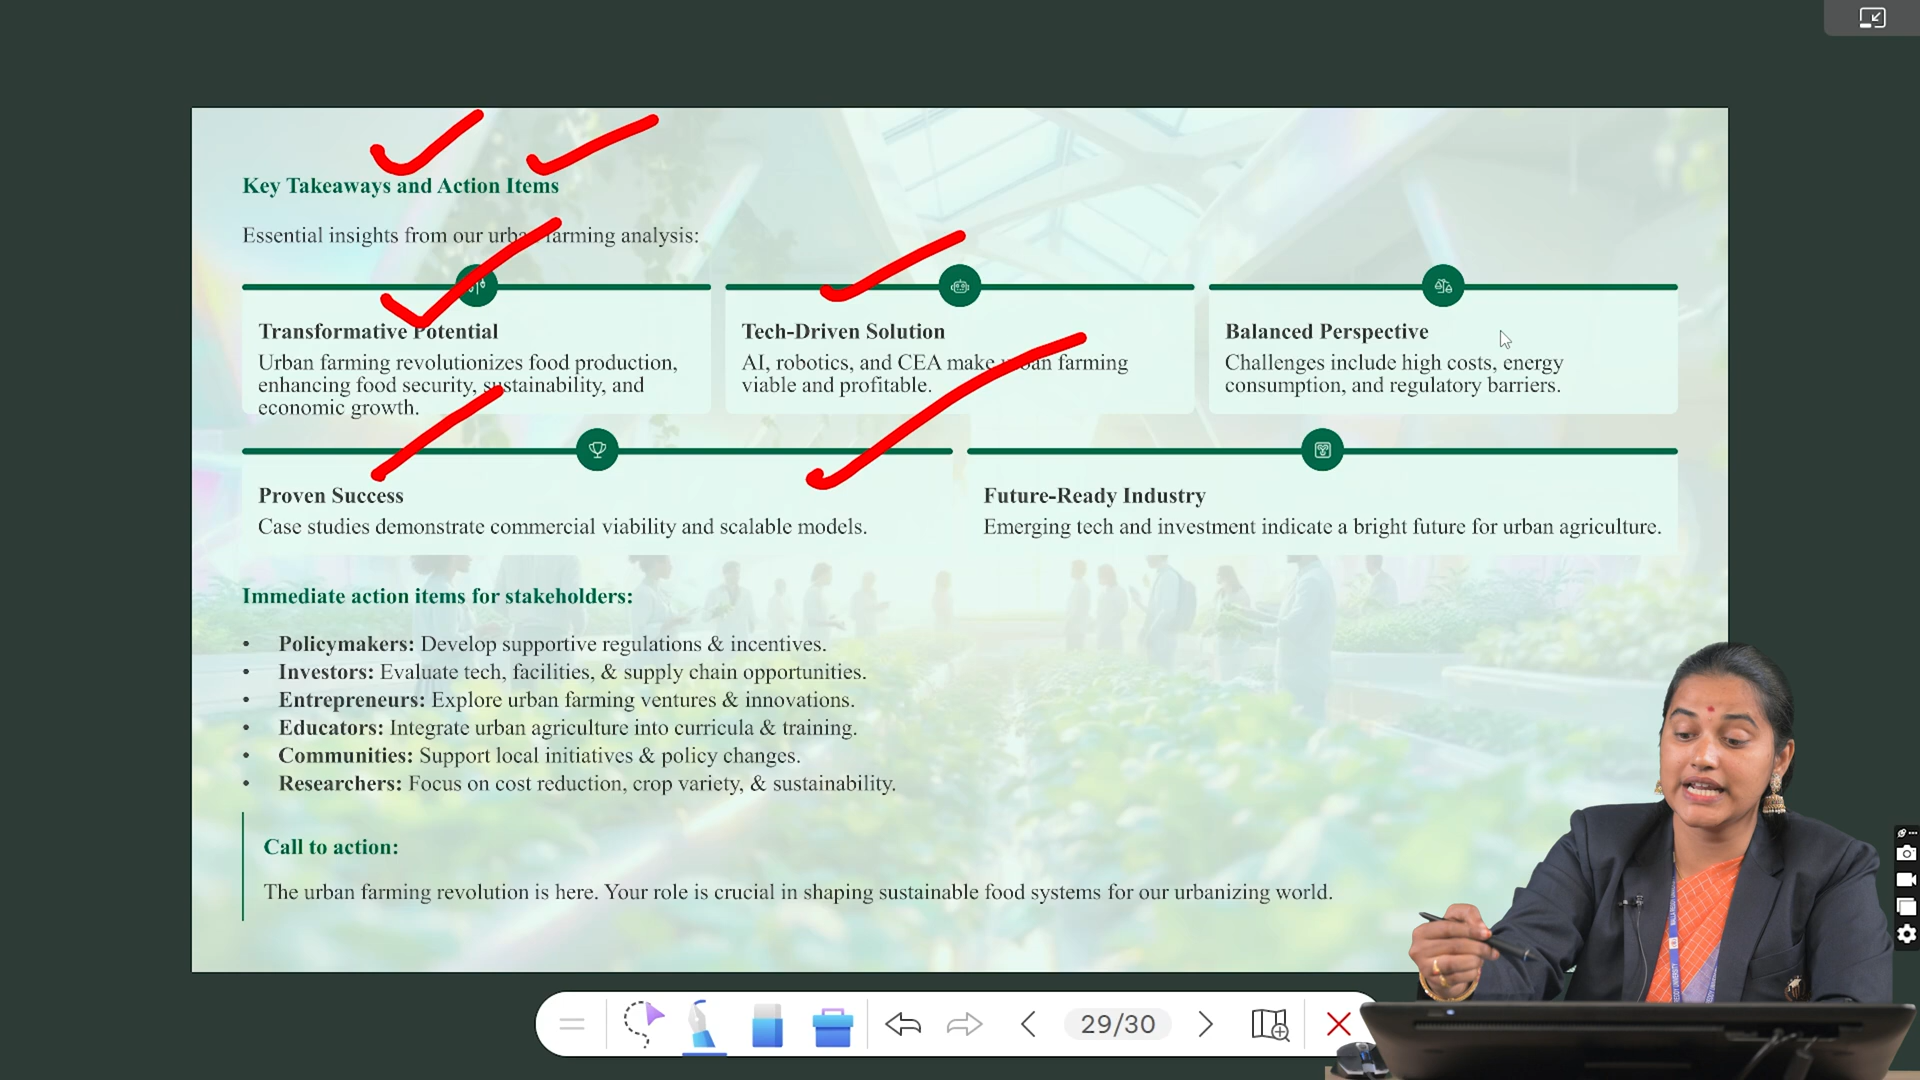 Key Takeaways and Action Items
Essential insights from our urban farming analysis:
Transformative Potential
Urban farming revolutionizes food production,
enhancing food security, sustainability, and
economic growth.
Tech-Driven Solution
AI, robotics, and CEA make urban farming
viable and profitable.
Balanced Perspective
Challenges include high costs, energy
consumption, and regulatory barriers.
Proven Success
Case studies demonstrate commercial viability and scalable models.
Future-Ready Industry
Emerging tech and investment indicate a bright future for urban agriculture.
Immediate action items for stakeholders:
• Policymakers: Develop supportive regulations & incentives.
• Investors: Evaluate tech, facilities, & supply chain opportunities.
• Entrepreneurs: Explore urban farming ventures & innovations.
• Educators: Integrate urban agriculture into curricula & training.
• Communities: Support local initiatives & policy changes.
• Researchers: Focus on cost reduction, crop variety, & sustainability.
Call to action:
The urban farming revolution is here. Your role is crucial in shaping sustainable food systems for our urbanizing world.
29/30